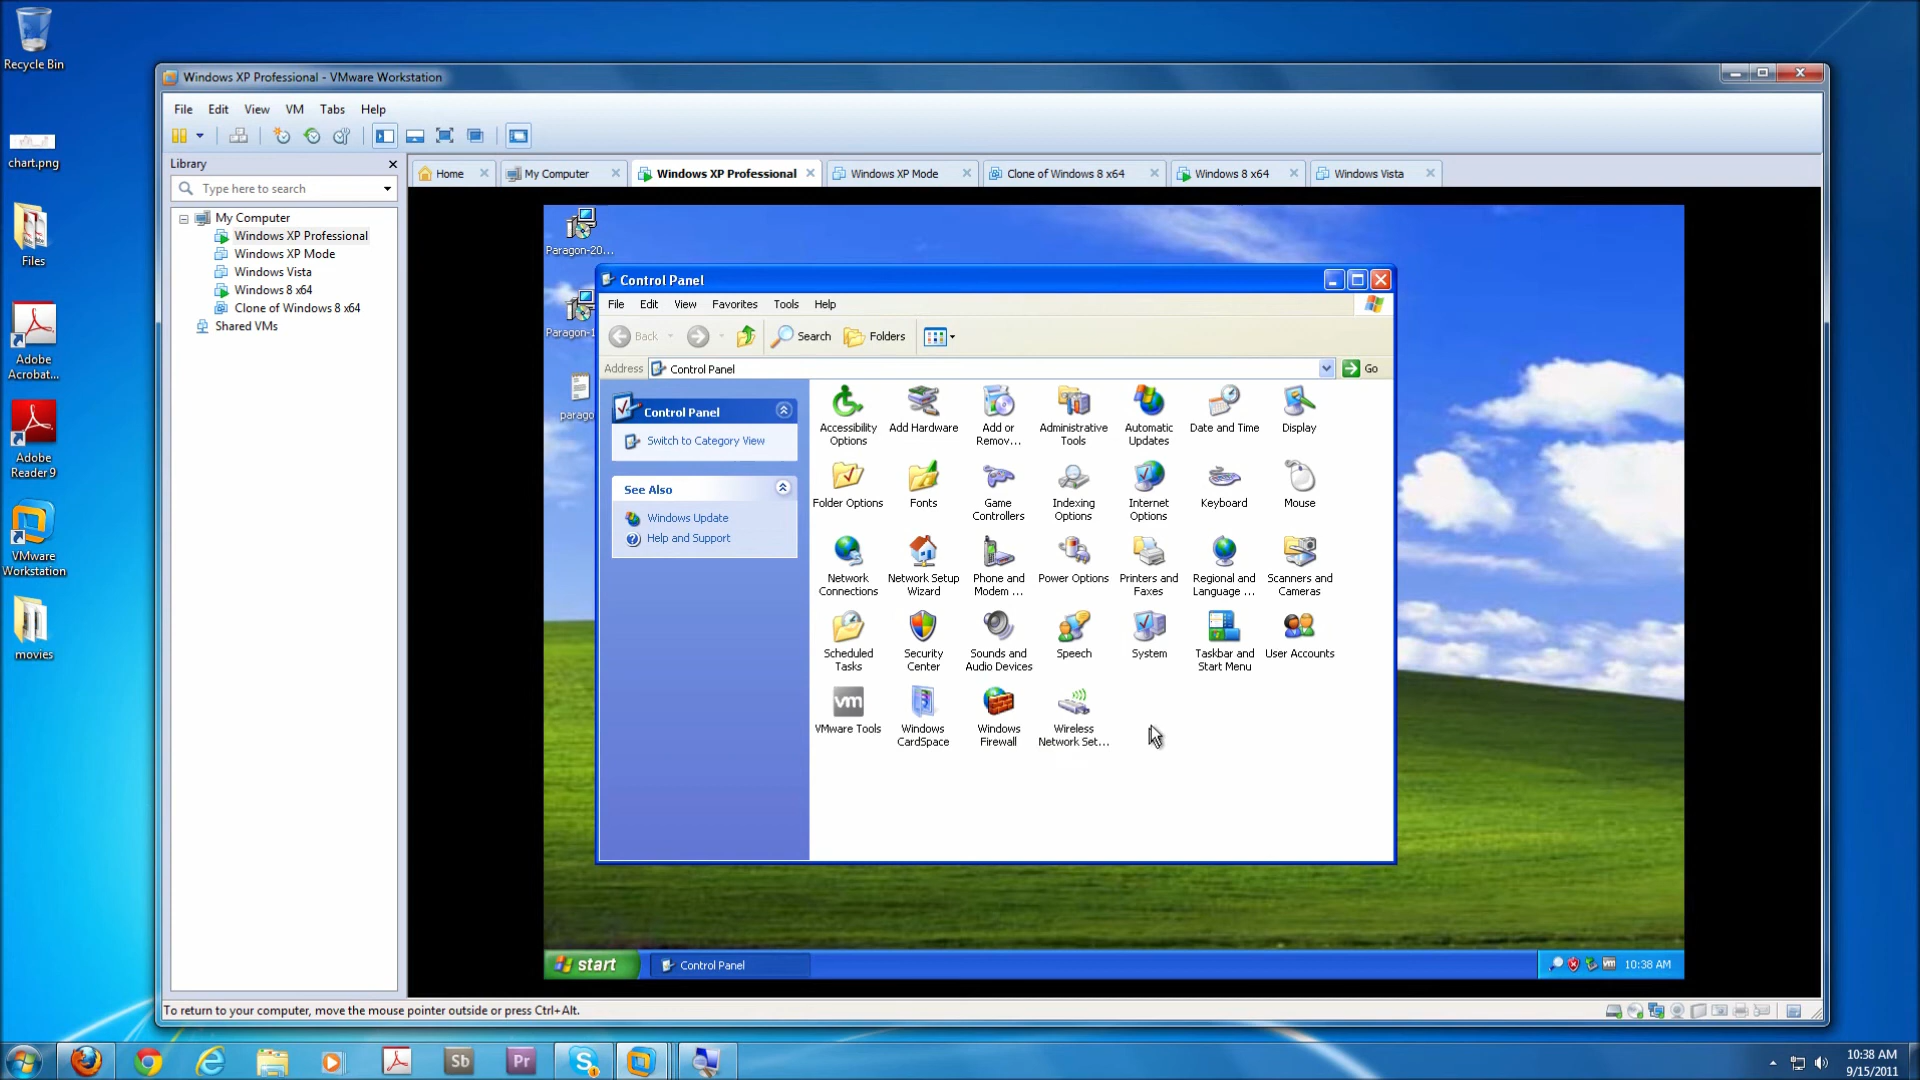 Recycle Bin
chart.png
Files
Adobe
Acrobat...
Adobe
Reader 9
VMware
Workstation
movies
Windows XP Professional - VMware Workstation
File Edit View VM Tabs Help
Library
Type here to search
My Computer
Windows XP Professional
Windows XP Mode
Windows Vista
Windows 8 x64
Clone of Windows 8 x64
Shared VMs
Home My Computer Windows XP Professional Windows XP Mode Clone of Windows 8 x64 Windows 8 x64 Windows Vista
Paragon-20...
Paragon-1
parago
Control Panel
File Edit View Favorites Tools Help
Back Search Folders
Address Control Panel Go
Control Panel
Switch to Category View
See Also
Windows Update
Help and Support
Accessibility
Options
Add Hardware
Add or
Remov...
Administrative
Tools
Automatic
Updates
Date and Time
Display
Folder Options
Fonts
Game
Controllers
Indexing
Options
Internet
Options
Keyboard
Mouse
Network
Connections
Network Setup
Wizard
Phone and
Modem ...
Power Options
Printers and
Faxes
Regional and
Language ...
Scanners and
Cameras
Scheduled
Tasks
Security
Center
Sounds and
Audio Devices
Speech
System
Taskbar and
Start Menu
User Accounts
vm
VMware Tools
Windows
CardSpace
Windows
Firewall
Wireless
Network Set...
start Control Panel vm 10:38 AM
To return to your computer, move the mouse pointer outside or press Ctrl+Alt.
Sb Pr
10:38 AM
9/15/2011